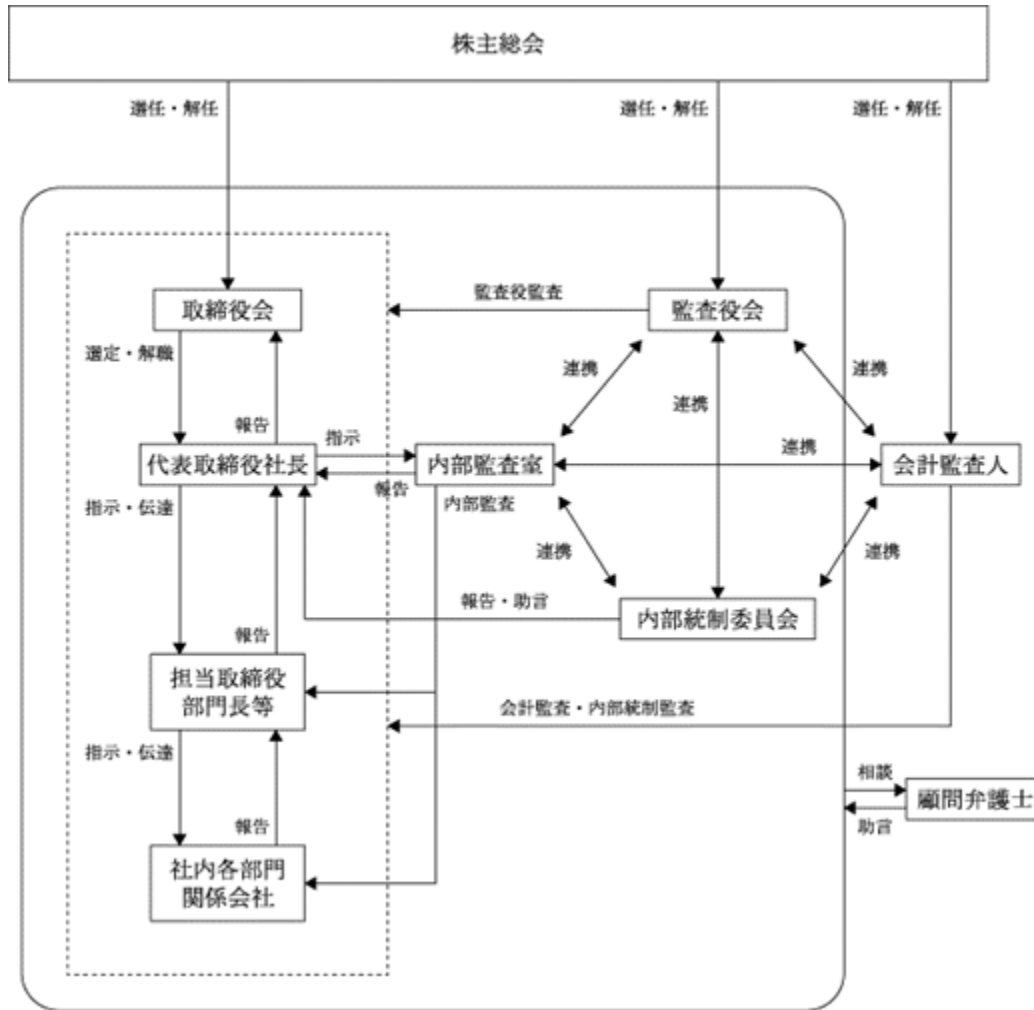 株主総会
選任・解任
選任・解任
選任・解任
取締役会
監査役監査
監査役会
選定・解職
連携
連携
連携
報告
指示
代表取締役社長
内部監査室
連携
会計監査人
報告
指示・伝達
内部監査
連携
連携
報告・助言
内部統制委員会
報告
担当取締役
部門長等
会計監査・内部統制監査
指示・伝達
相談
顧問弁護士
助言
報告
社内各部門
関係会社